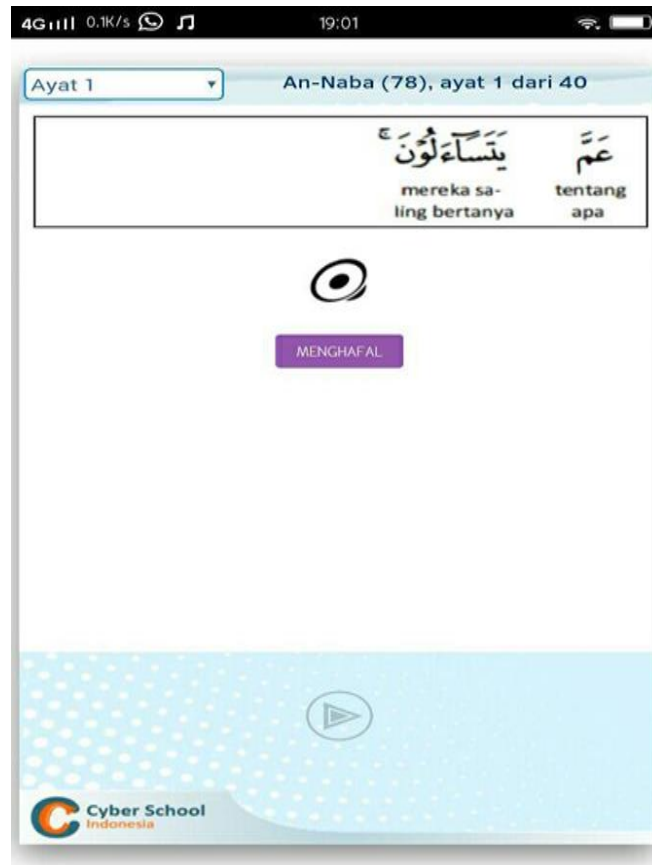 4G 0.1K/s 19:01
Ayat 1 An-Naba (78), ayat 1 dari 40
عَمَّ يَتَسَآءَلُوْنَ ۚ
mereka sa- tentang
ling bertanya apa
MENGHAFAL
Cyber School
Indonesia